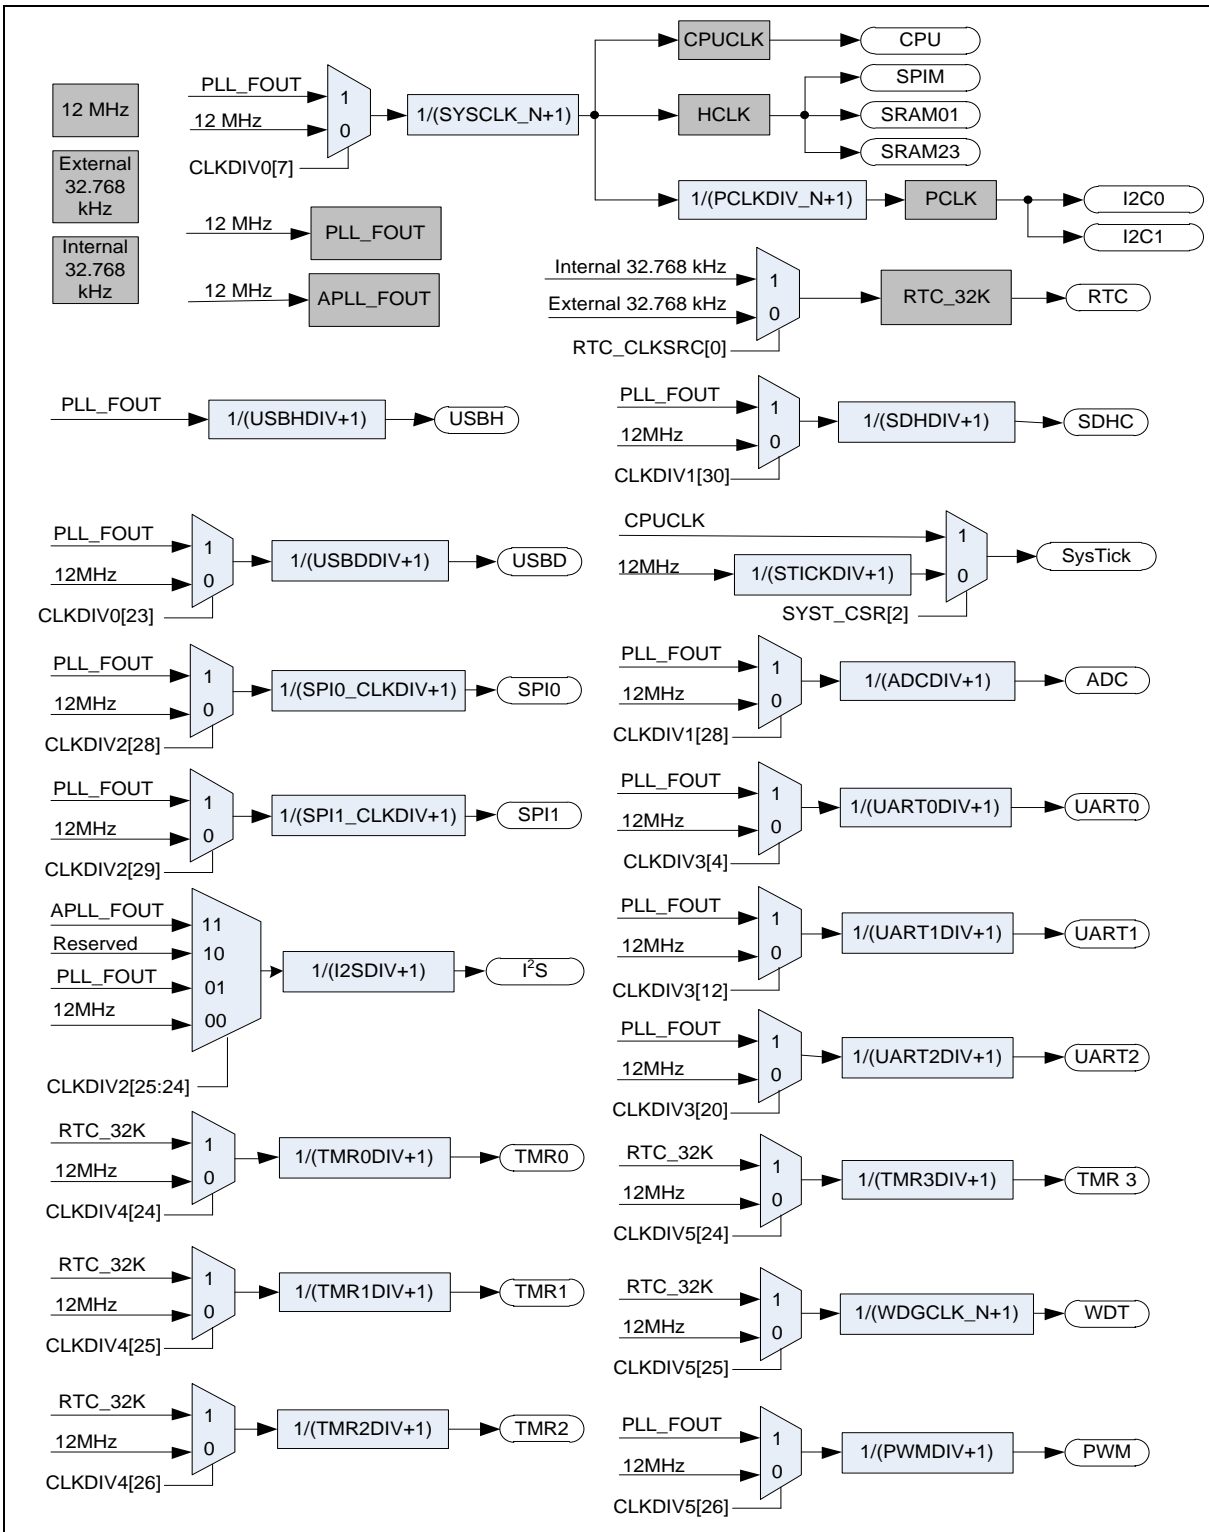 12 MHz
External
32.768
kHz
Internal
32.768
kHz
PLL_FOUT
12 MHz
CLKDIV0[7]
1
0
1/(SYSCLK_N+1)
CPUCLK
CPU
HCLK
SPIM
SRAM01
SRAM23
1/(PCLKDIV_N+1)
PCLK
I2C0
I2C1
12 MHz
PLL_FOUT
12 MHz
APLL_FOUT
Internal 32.768 kHz
External 32.768 kHz
RTC_CLKSRC[0]
1
0
RTC_32K
RTC
PLL_FOUT
1/(USBHDIV+1)
USBH
PLL_FOUT
12MHz
CLKDIV1[30]
1
0
1/(SDHDIV+1)
SDHC
PLL_FOUT
12MHz
CLKDIV0[23]
1
0
1/(USBDDIV+1)
USBD
CPUCLK
12MHz
1/(STICKDIV+1)
SYST_CSR[2]
1
0
SysTick
PLL_FOUT
12MHz
CLKDIV2[28]
1
0
1/(SPI0_CLKDIV+1)
SPI0
PLL_FOUT
12MHz
CLKDIV1[28]
1
0
1/(ADCDIV+1)
ADC
PLL_FOUT
12MHz
CLKDIV2[29]
1
0
1/(SPI1_CLKDIV+1)
SPI1
PLL_FOUT
12MHz
CLKDIV3[4]
1
0
1/(UART0DIV+1)
UART0
APLL_FOUT
Reserved
PLL_FOUT
12MHz
CLKDIV2[25:24]
11
10
01
00
1/(I2SDIV+1)
I²S
PLL_FOUT
12MHz
CLKDIV3[12]
1
0
1/(UART1DIV+1)
UART1
PLL_FOUT
12MHz
CLKDIV3[20]
1
0
1/(UART2DIV+1)
UART2
RTC_32K
12MHz
CLKDIV4[24]
1
0
1/(TMR0DIV+1)
TMR0
RTC_32K
12MHz
CLKDIV5[24]
1
0
1/(TMR3DIV+1)
TMR 3
RTC_32K
12MHz
CLKDIV4[25]
1
0
1/(TMR1DIV+1)
TMR1
RTC_32K
12MHz
CLKDIV5[25]
1
0
1/(WDGCLK_N+1)
WDT
RTC_32K
12MHz
CLKDIV4[26]
1
0
1/(TMR2DIV+1)
TMR2
PLL_FOUT
12MHz
CLKDIV5[26]
1
0
1/(PWMDIV+1)
PWM